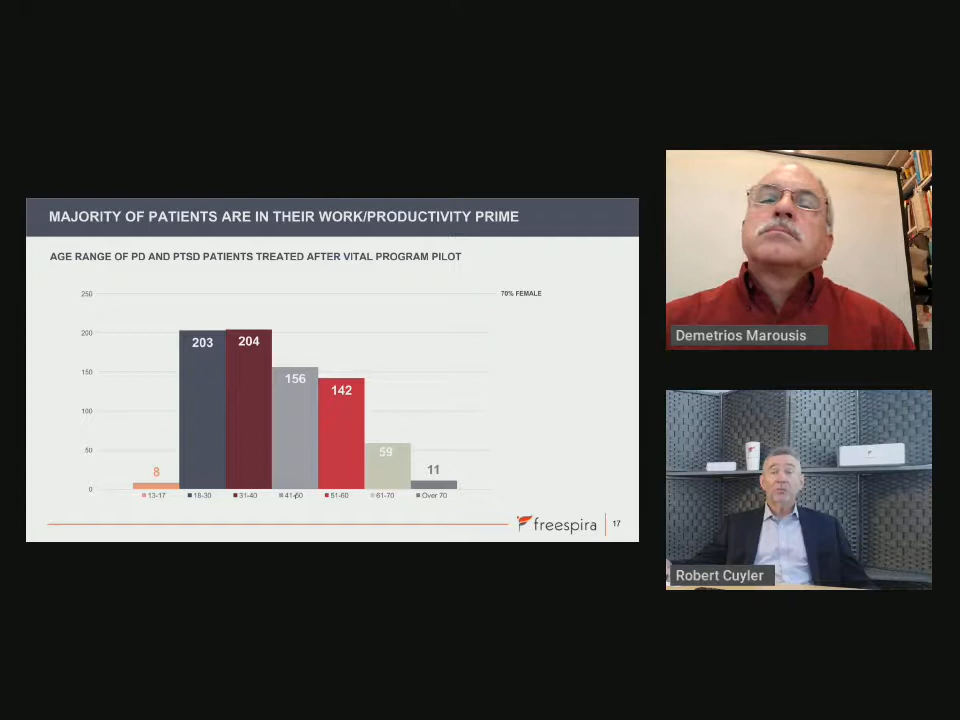 MAJORITY OF PATIENTS ARE IN THEIR WORK/PRODUCTIVITY PRIME
AGE RANGE OF PD AND PTSD PATIENTS TREATED AFTER VITAL PROGRAM PILOT
250
70% FEMALE
200
203
204
150
156
142
100
50
59
8
11
0
13-17
18-30
31-40
41-50
51-60
61-70
Over 70
freespira
17
Demetrios Marousis
Robert Cuyler